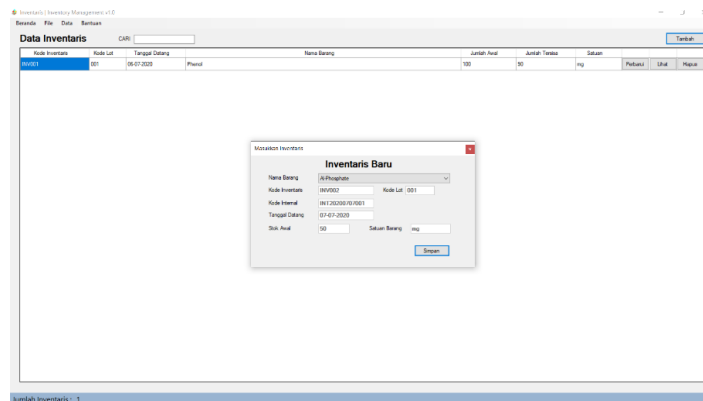 Inventaris | Inventory Management v1.0
Beranda File Data Bantuan
Data Inventaris CARI Tambah
Kode Inventaris Kode Lot Tanggal Datang Nama Barang Jumlah Awal Jumlah Tersisa Satuan
INV001 001 06-07-2020 Phenol 100 50 mg Perbarui Lihat Hapus
Masukkan Inventaris
Inventaris Baru
Nama Barang Al-Phosphate
Kode Inventaris INV002 Kode Lot 001
Kode Internal INT20200707001
Tanggal Datang 07-07-2020
Stok Awal 50 Satuan Barang mg
Simpan
Jumlah Inventaris : 1